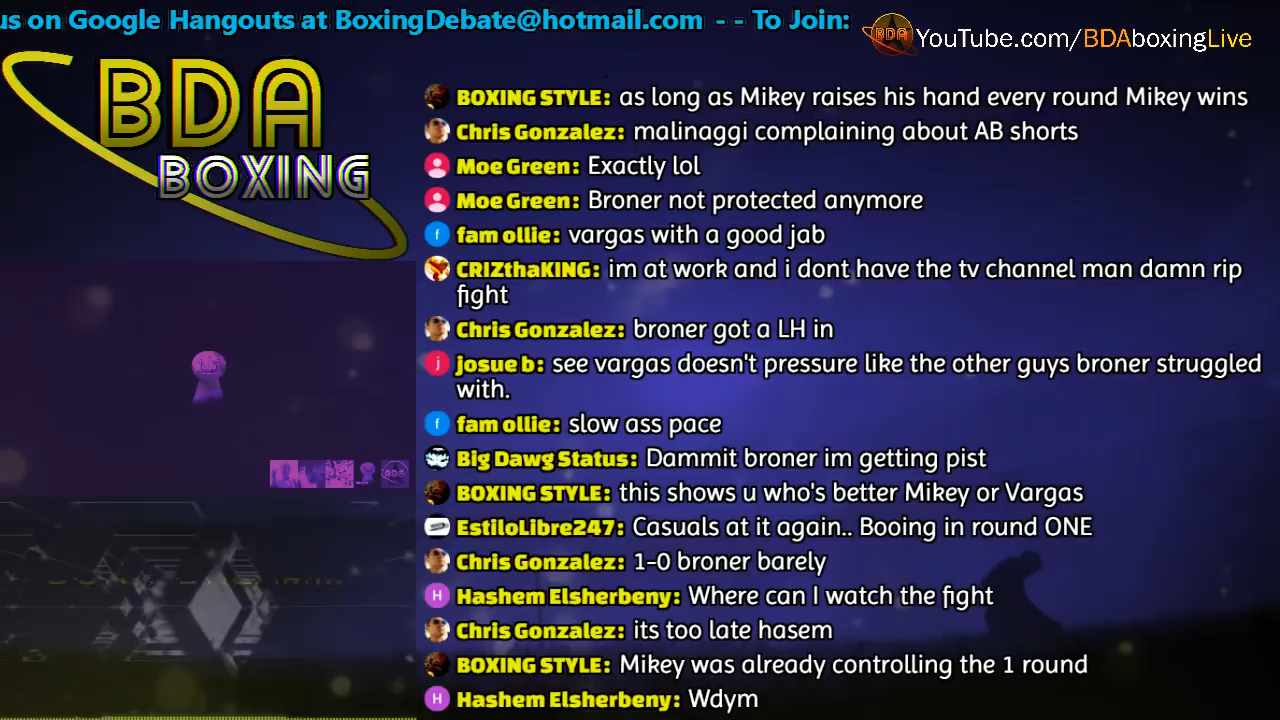 us on Google Hangouts at BoxingDebate@hotmail.com - - To Join:
BDA
YouTube.com/BDAboxingLive
BDA
BOXING
BOXING STYLE: as long as Mikey raises his hand every round Mikey wins
Chris Gonzalez: malinaggi complaining about AB shorts
Moe Green: Exactly lol
Moe Green: Broner not protected anymore
f fam ollie: vargas with a good jab
CRIZthaKING: im at work and i dont have the tv channel man damn rip
fight
Chris Gonzalez: broner got a LH in
j josue b: see vargas doesn't pressure like the other guys broner struggled
with.
f fam ollie: slow ass pace
Big Dawg Status: Dammit broner im getting pist
BOXING STYLE: this shows u who's better Mikey or Vargas
EstiloLibre247: Casuals at it again.. Booing in round ONE
Chris Gonzalez: 1-0 broner barely
H Hashem Elsherbeny: Where can I watch the fight
Chris Gonzalez: its too late hasem
BOXING STYLE: Mikey was already controlling the 1 round
H Hashem Elsherbeny: Wdym